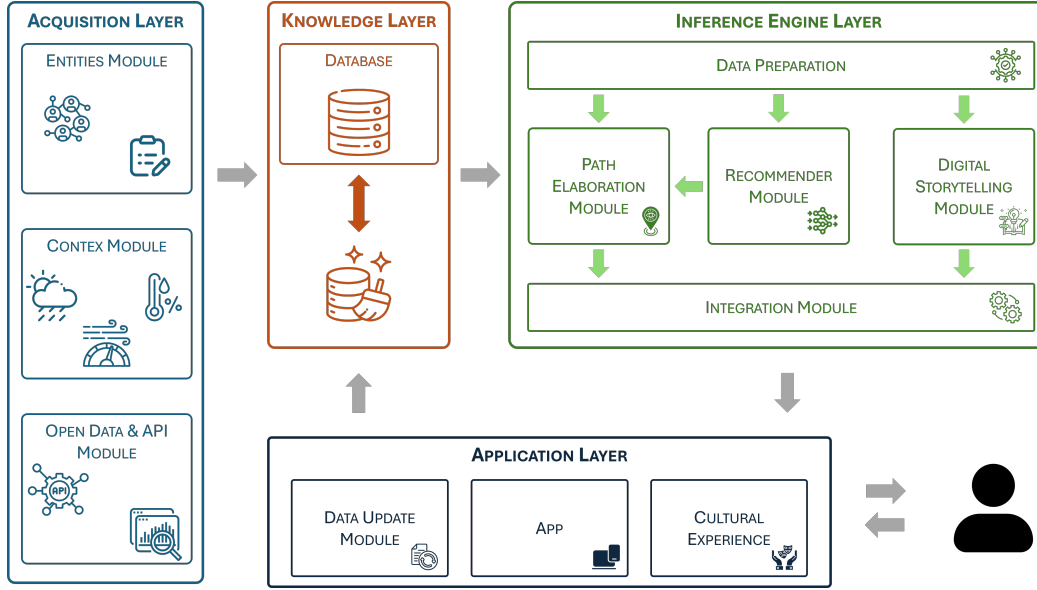 ACQUISITION LAYER
ENTITIES MODULE
CONTEX MODULE
OPEN DATA & API
MODULE
API
KNOWLEDGE LAYER
DATABASE
INFERENCE ENGINE LAYER
DATA PREPARATION
PATH
ELABORATION
MODULE
RECOMMENDER
MODULE
DIGITAL
STORYTELLING
MODULE
INTEGRATION MODULE
APPLICATION LAYER
DATA UPDATE
MODULE
APP
CULTURAL
EXPERIENCE